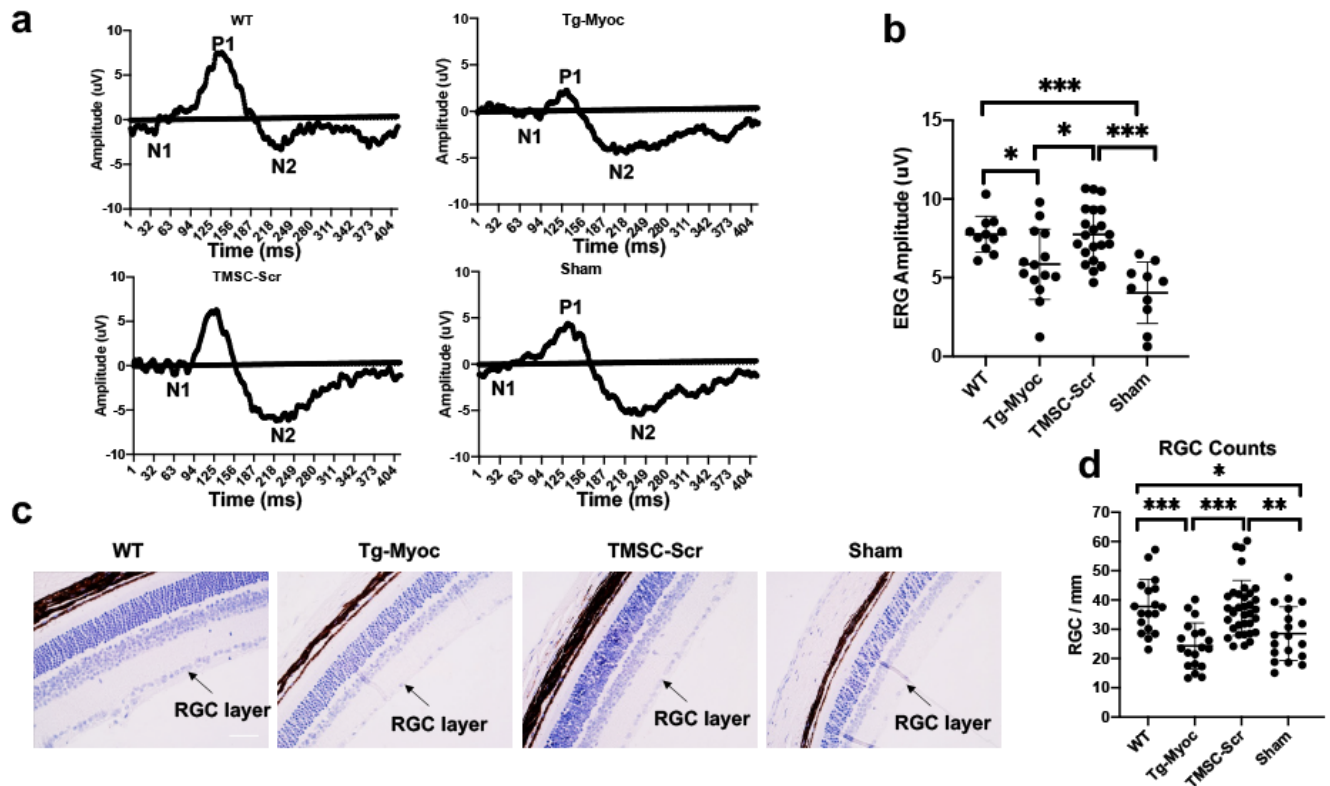 a
WT
10
5
0
-5
-10
Amplitude (uV)
P1
N1
N2
1 32 63 94 125 156 187 218 249 280 311 342 373 404
Time (ms)
Tg-Myoc
10
5
0
-5
-10
Amplitude (uV)
P1
N1
N2
1 32 63 94 125 156 187 218 249 280 311 342 373 404
Time (ms)
TMSC-Scr
10
5
0
-5
-10
Amplitude (uV)
N1
N2
1 32 63 94 125 156 187 218 249 280 311 342 373 404
Time (ms)
Sham
10
5
0
-5
-10
Amplitude (uV)
P1
N1
N2
1 32 63 94 125 156 187 218 249 280 311 342 373 404
Time (ms)
b
***
* ***
*
15
10
5
0
ERG Amplitude (uV)
WT Tg-Myoc TMSC-Scr Sham
c
WT Tg-Myoc TMSC-Scr Sham
RGC layer RGC layer RGC layer RGC layer
d
RGC Counts
*
*** *** **
70
60
50
40
30
20
10
0
RGC / mm
WT Tg-Myoc TMSC-Scr Sham